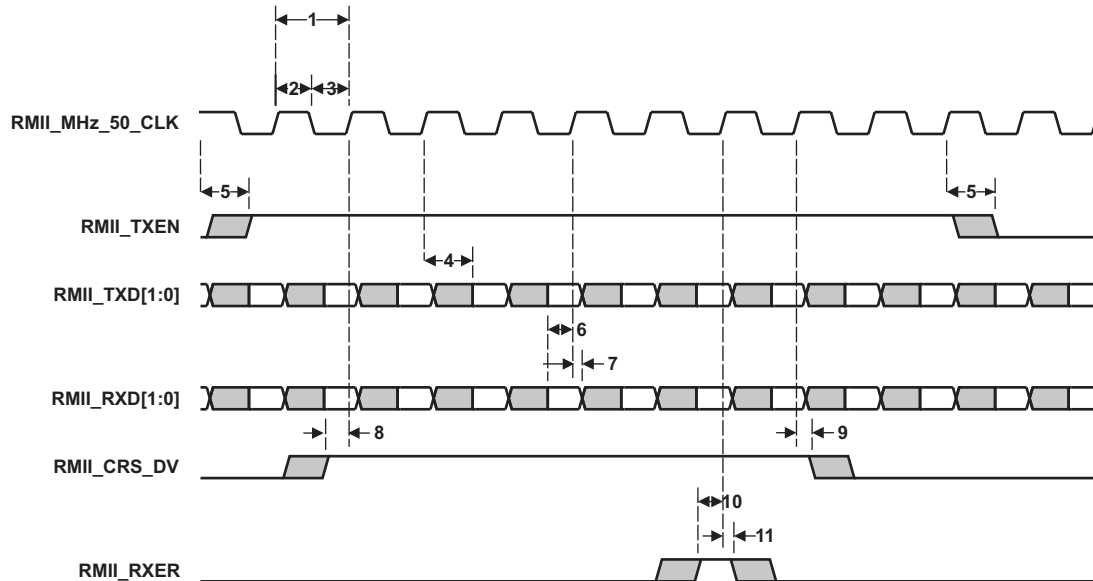 1
2
3
RMII_MHz_50_CLK
5
5
RMII_TXEN
4
RMII_TXD[1:0]
6
7
RMII_RXD[1:0]
8
9
RMII_CRS_DV
10
11
RMII_RXER